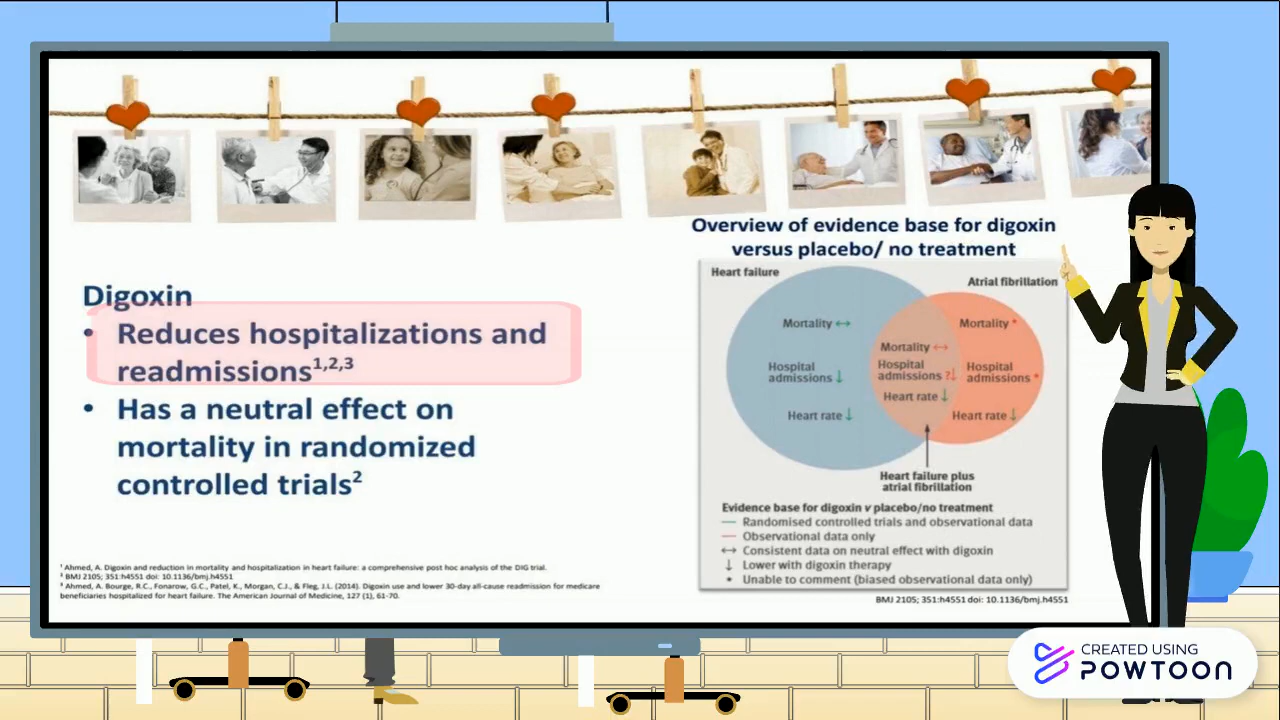 Digoxin
• Reduces hospitalizations and
readmissions1,2,3
• Has a neutral effect on
mortality in randomized
controlled trials2
1 Ahmed, A. Digoxin and reduction in mortality and hospitalization in heart failure: a comprehensive post hoc analysis of the DIG trial.
2 BMJ 2105; 351:h4551 doi: 10.1136/bmj.h4551
3 Ahmed, A. Bourge, R.C., Fonarow, G.C., Patel, K., Morgan, C.J., & Fleg, J.L. (2014). Digoxin use and lower 30-day all-cause readmission for medicare
beneficiaries hospitalized for heart failure. The American Journal of Medicine, 127 (1), 61-70.
Overview of evidence base for digoxin
versus placebo/ no treatment
Heart failure
Atrial fibrillation
Mortality ↔
Hospital
admissions ↓
Heart rate ↓
Mortality ↔
Hospital
admissions ?↓
Heart rate ↓
Mortality *
Hospital
admissions *
Heart rate ↓
Heart failure plus
atrial fibrillation
Evidence base for digoxin v placebo/no treatment
— Randomised controlled trials and observational data
— Observational data only
↔ Consistent data on neutral effect with digoxin
↓ Lower with digoxin therapy
* Unable to comment (biased observational data only)
BMJ 2105; 351:h4551 doi: 10.1136/bmj.h4551
CREATED USING
POWTOON